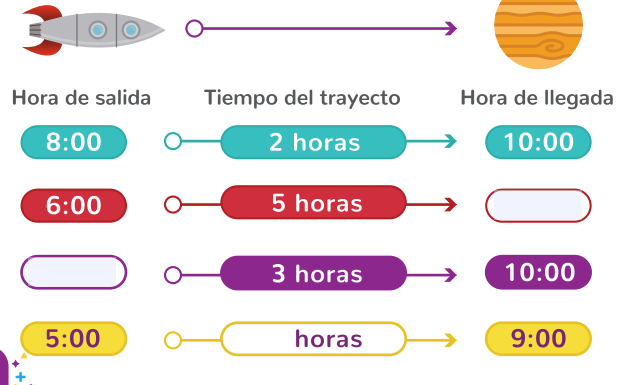 Hora de salida Tiempo del trayecto Hora de llegada
8:00 2 horas 10:00
6:00 5 horas
3 horas 10:00
5:00 horas 9:00